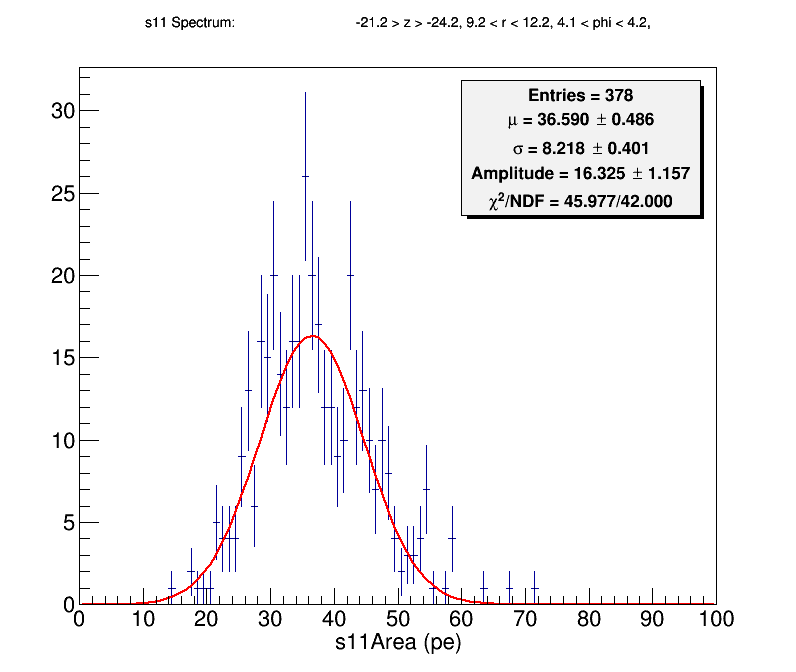 s11 Spectrum: -21.2 > z > -24.2, 9.2 < r < 12.2, 4.1 < phi < 4.2,
Entries = 378
μ = 36.590 ± 0.486
σ = 8.218 ± 0.401
Amplitude = 16.325 ± 1.157
χ²/NDF = 45.977/42.000
30
25
20
15
10
5
0
0 10 20 30 40 50 60 70 80 90 100
s11Area (pe)